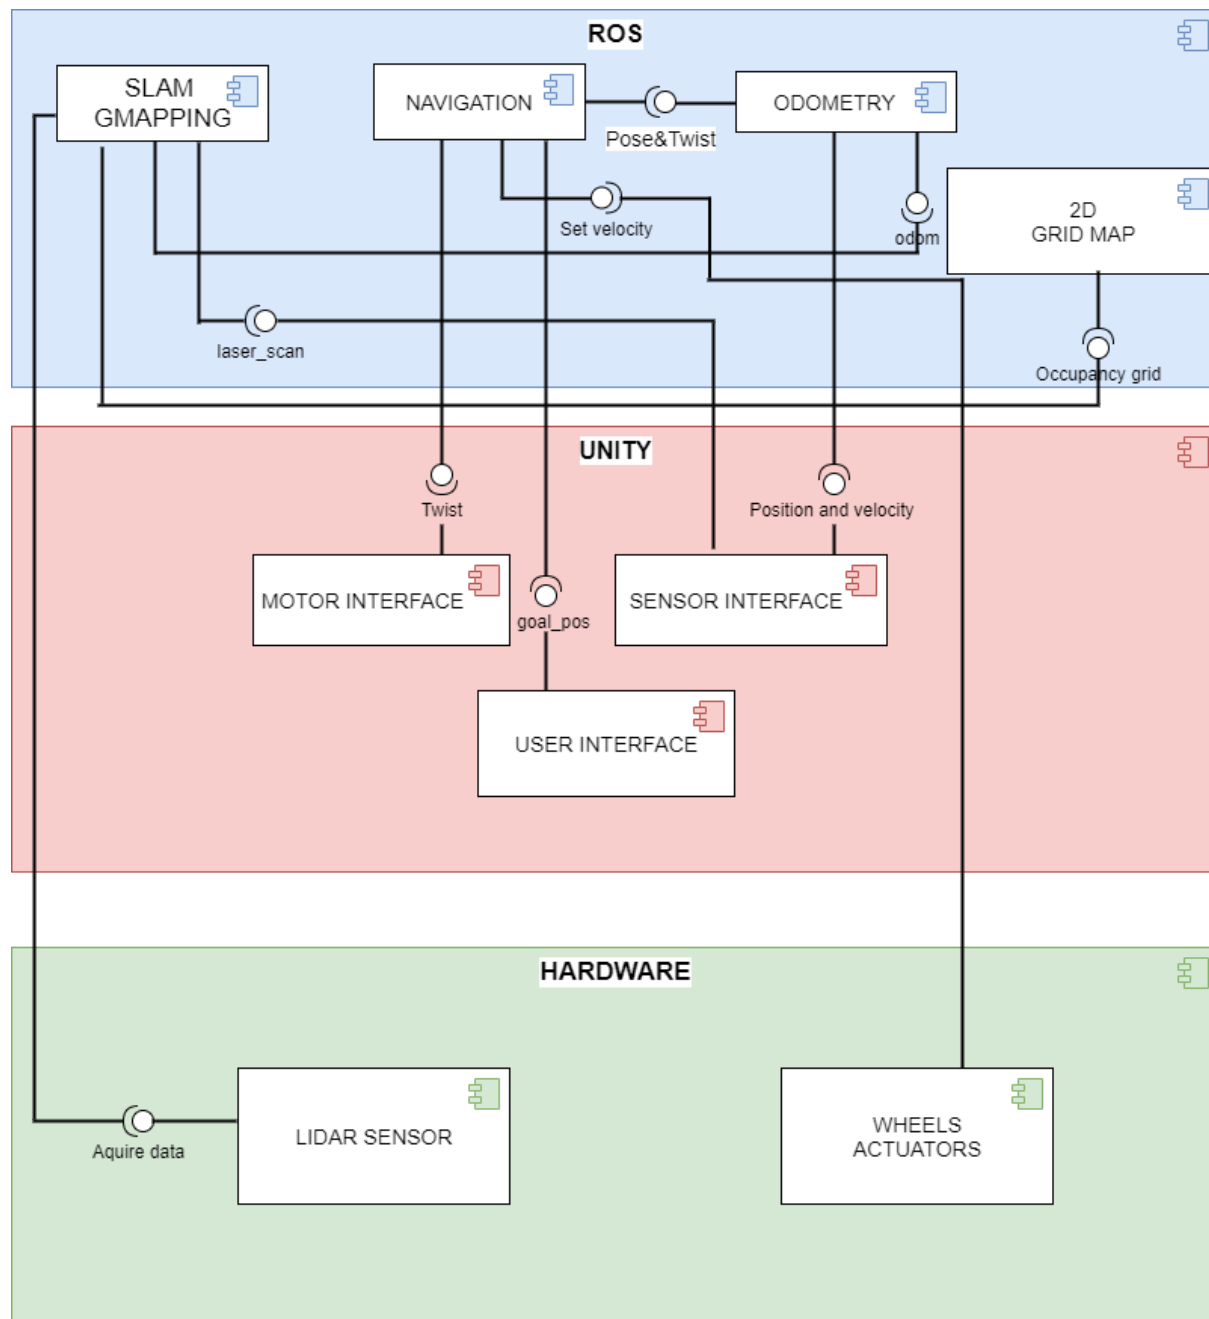 ROS
SLAM
GMAPPING
NAVIGATION
ODOMETRY
Pose&Twist
2D
GRID MAP
Set velocity
odom
laser_scan
Occupancy grid
UNITY
Twist
Position and velocity
MOTOR INTERFACE
goal_pos
SENSOR INTERFACE
USER INTERFACE
HARDWARE
Aquire data
LIDAR SENSOR
WHEELS
ACTUATORS